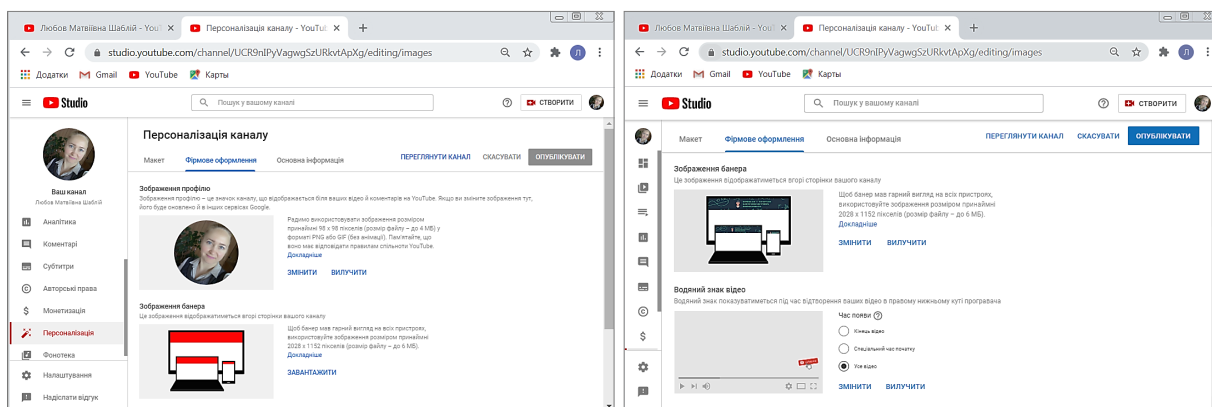 Любов Матвіївна Шаблій - YouT
Персоналізація каналу - YouTub
studio.youtube.com/channel/UCR9nIPyVagwgSzURkvtApXg/editing/images
Л
Додатки Gmail YouTube Карты
Studio
Пошук у вашому каналі
СТВОРИТИ
Ваш канал
Любов Матвіївна Шаблій
Аналітика
Коментарі
Субтитри
Авторські права
Монетизація
Персоналізація
Фонотека
Налаштування
Надіслати відгук
Персоналізація каналу
Макет Фірмове оформлення Основна інформація
ПЕРЕГЛЯНУТИ КАНАЛ СКАСУВАТИ ОПУБЛІКУВАТИ
Зображення профілю
Зображення профілю – це значок каналу, що відображається біля ваших відео й коментарів на YouTube. Якщо ви зміните зображення тут,
його буде оновлено й в інших сервісах Google.
Радимо використовувати зображення розміром
принаймні 98 x 98 пікселів (розмір файлу – до 4 МБ) у
форматі PNG або GIF (без анімації). Пам'ятайте, що
воно має відповідати правилам спільноти YouTube.
Докладніше
ЗМІНИТИ ВИЛУЧИТИ
Зображення банера
Це зображення відображатиметься вгорі сторінки вашого каналу
Щоб банер мав гарний вигляд на всіх пристроях,
використовуйте зображення розміром принаймні
2028 x 1152 пікселів (розмір файлу – до 6 МБ).
Докладніше
ЗАВАНТАЖИТИ
Любов Матвіївна Шаблій - YouT
Персоналізація каналу - YouTub
studio.youtube.com/channel/UCR9nIPyVagwgSzURkvtApXg/editing/images
Л
Додатки Gmail YouTube Карты
Studio
Пошук у вашому каналі
СТВОРИТИ
Макет Фірмове оформлення Основна інформація
ПЕРЕГЛЯНУТИ КАНАЛ СКАСУВАТИ ОПУБЛІКУВАТИ
Зображення банера
Це зображення відображатиметься вгорі сторінки вашого каналу
Щоб банер мав гарний вигляд на всіх пристроях,
використовуйте зображення розміром принаймні
2028 x 1152 пікселів (розмір файлу – до 6 МБ).
Докладніше
ЗМІНИТИ ВИЛУЧИТИ
Водяний знак відео
Водяний знак показуватиметься під час відтворення ваших відео в правому нижньому куті програвача
Час появи
Кінець відео
Спеціальний час початку
Усе відео
ЗМІНИТИ ВИЛУЧИТИ